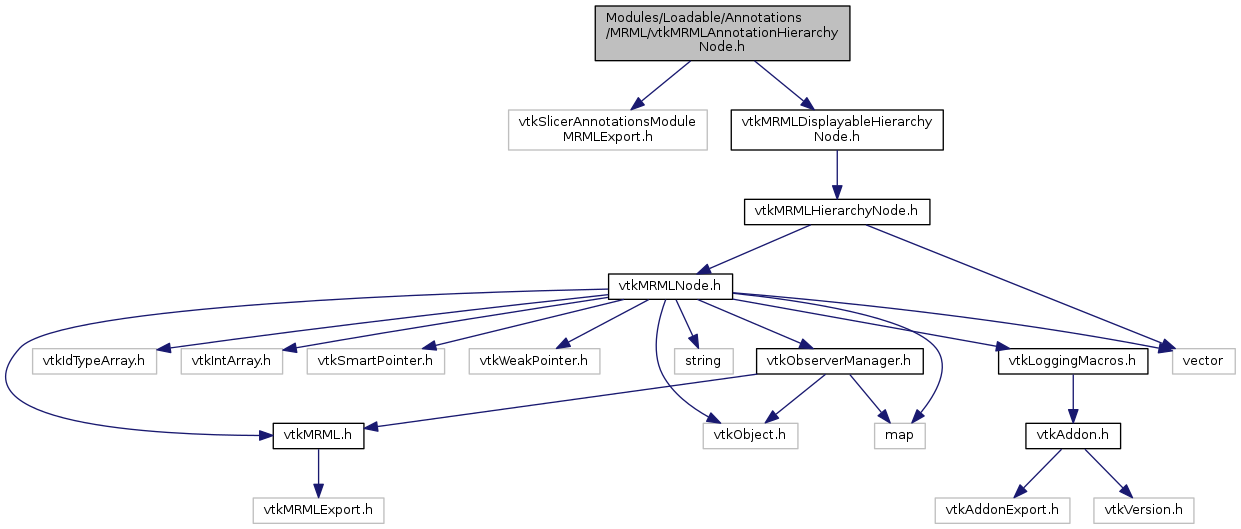 Modules/Loadable/Annotations
/MRML/vtkMRMLAnnotationHierarchy
Node.h
vtkSlicerAnnotationsModule
MRMLExport.h
vtkMRMLDisplayableHierarchy
Node.h
vtkMRMLHierarchyNode.h
vtkMRMLNode.h
vtkIdTypeArray.h
vtkIntArray.h
vtkSmartPointer.h
vtkWeakPointer.h
string
vtkObserverManager.h
vtkLoggingMacros.h
vector
vtkMRML.h
vtkObject.h
map
vtkAddon.h
vtkMRMLExport.h
vtkAddonExport.h
vtkVersion.h